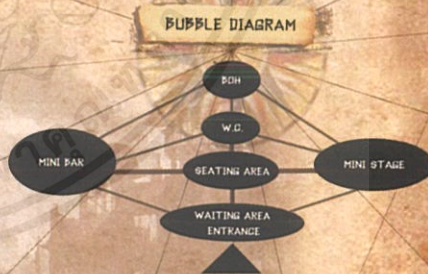 BUBBLE DIAGRAM
BOH
W.C.
MINI BAR
SEATING AREA
MINI STAGE
WAITING AREA
ENTRANCE